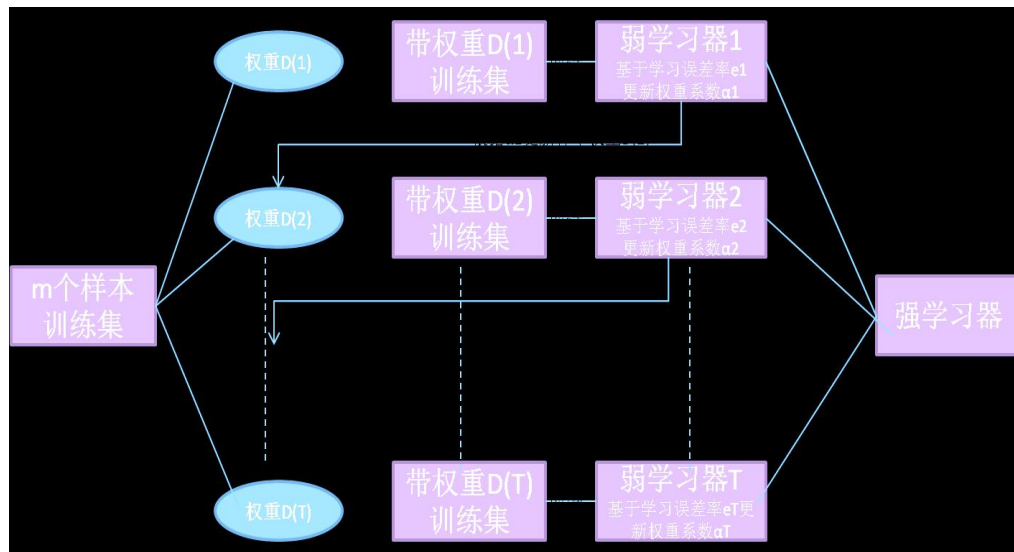 权重D(1)
带权重D(1)
训练集
弱学习器1
基于学习误差率e1
更新权重系数α1
权重D(2)
带权重D(2)
训练集
弱学习器2
基于学习误差率e2
更新权重系数α2
m个样本
训练集
强学习器
权重D(T)
带权重D(T)
训练集
弱学习器T
基于学习误差率eT更
新权重系数αT